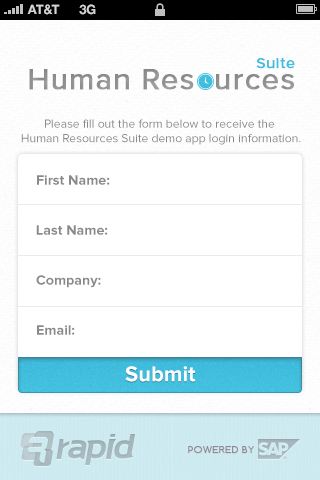 AT&T 3G
Suite
Human Resources
Please fill out the form below to receive the
Human Resources Suite demo app login information.
First Name:
Last Name:
Company:
Email:
Submit
rapid
POWERED BY SAP